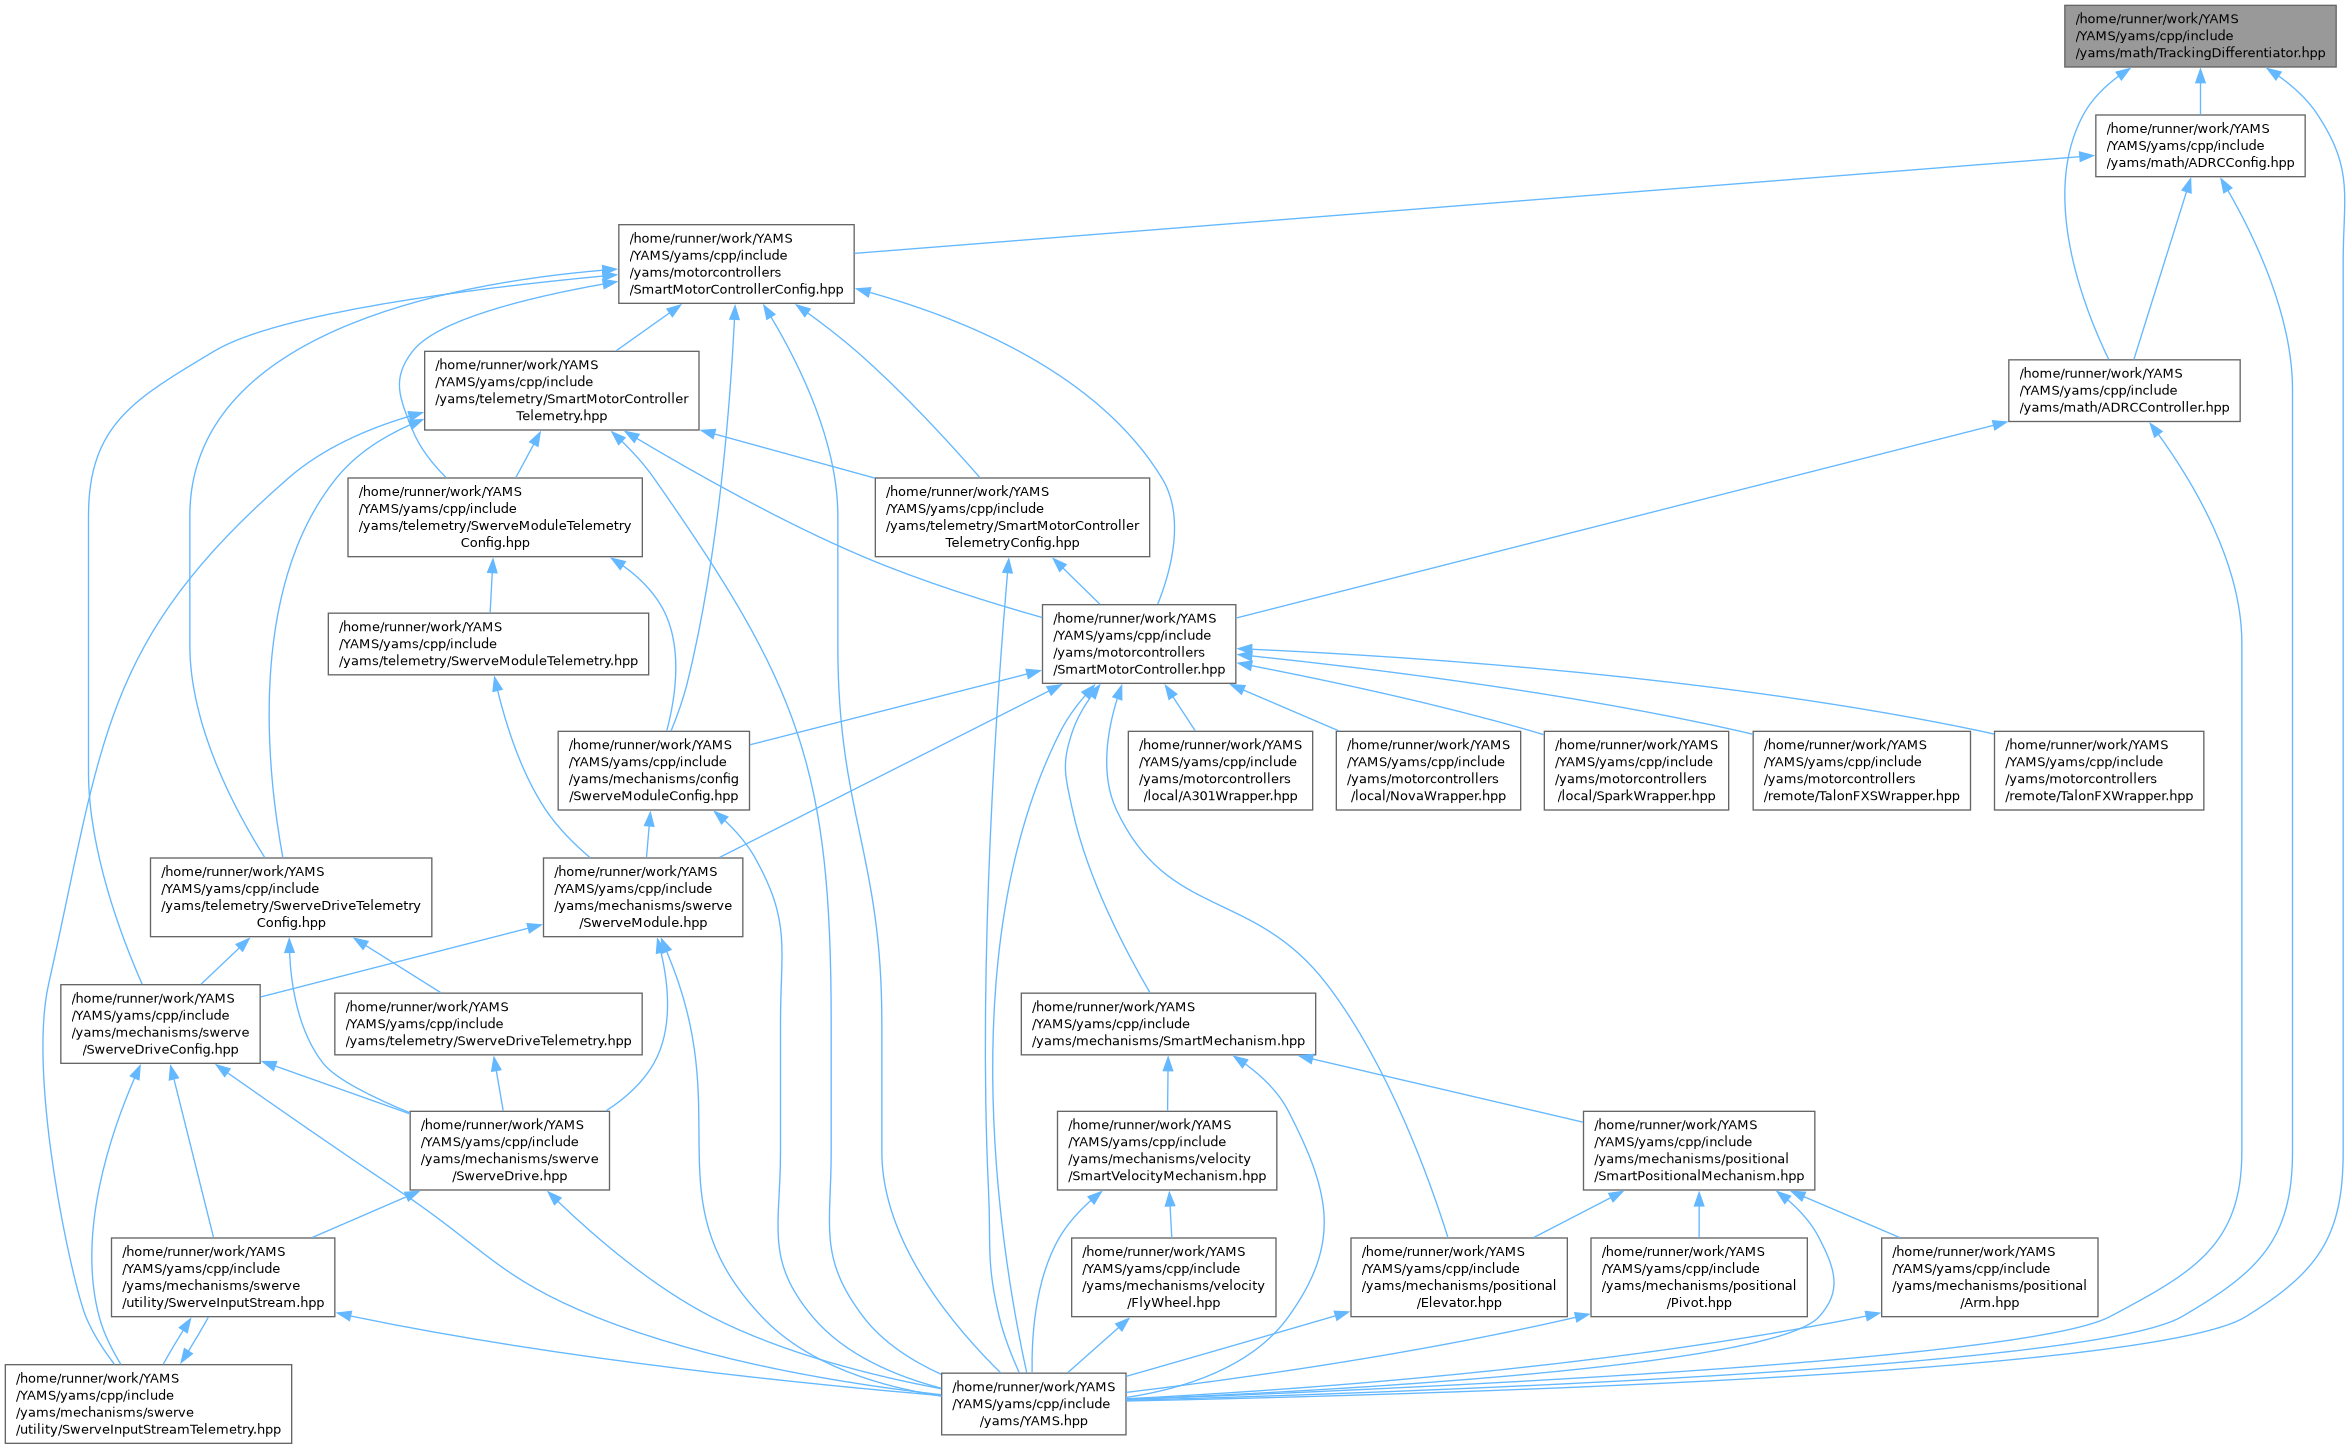 /home/runner/work/YAMS
/YAMS/yams/cpp/include
/yams/math/TrackingDifferentiator.hpp
/home/runner/work/YAMS
/YAMS/yams/cpp/include
/yams/math/ADRCConfig.hpp
/home/runner/work/YAMS
/YAMS/yams/cpp/include
/yams/motorcontrollers
/SmartMotorControllerConfig.hpp
/home/runner/work/YAMS
/YAMS/yams/cpp/include
/yams/telemetry/SmartMotorController
Telemetry.hpp
/home/runner/work/YAMS
/YAMS/yams/cpp/include
/yams/math/ADRCController.hpp
/home/runner/work/YAMS
/YAMS/yams/cpp/include
/yams/telemetry/SwerveModuleTelemetry
Config.hpp
/home/runner/work/YAMS
/YAMS/yams/cpp/include
/yams/telemetry/SmartMotorController
TelemetryConfig.hpp
/home/runner/work/YAMS
/YAMS/yams/cpp/include
/yams/telemetry/SwerveModuleTelemetry.hpp
/home/runner/work/YAMS
/YAMS/yams/cpp/include
/yams/motorcontrollers
/SmartMotorController.hpp
/home/runner/work/YAMS
/YAMS/yams/cpp/include
/yams/mechanisms/config
/SwerveModuleConfig.hpp
/home/runner/work/YAMS
/YAMS/yams/cpp/include
/yams/motorcontrollers
/local/A301Wrapper.hpp
/home/runner/work/YAMS
/YAMS/yams/cpp/include
/yams/motorcontrollers
/local/NovaWrapper.hpp
/home/runner/work/YAMS
/YAMS/yams/cpp/include
/yams/motorcontrollers
/local/SparkWrapper.hpp
/home/runner/work/YAMS
/YAMS/yams/cpp/include
/yams/motorcontrollers
/remote/TalonFXSWrapper.hpp
/home/runner/work/YAMS
/YAMS/yams/cpp/include
/yams/motorcontrollers
/remote/TalonFXWrapper.hpp
/home/runner/work/YAMS
/YAMS/yams/cpp/include
/yams/telemetry/SwerveDriveTelemetry
Config.hpp
/home/runner/work/YAMS
/YAMS/yams/cpp/include
/yams/mechanisms/swerve
/SwerveModule.hpp
/home/runner/work/YAMS
/YAMS/yams/cpp/include
/yams/mechanisms/swerve
/SwerveDriveConfig.hpp
/home/runner/work/YAMS
/YAMS/yams/cpp/include
/yams/telemetry/SwerveDriveTelemetry.hpp
/home/runner/work/YAMS
/YAMS/yams/cpp/include
/yams/mechanisms/SmartMechanism.hpp
/home/runner/work/YAMS
/YAMS/yams/cpp/include
/yams/mechanisms/swerve
/SwerveDrive.hpp
/home/runner/work/YAMS
/YAMS/yams/cpp/include
/yams/mechanisms/velocity
/SmartVelocityMechanism.hpp
/home/runner/work/YAMS
/YAMS/yams/cpp/include
/yams/mechanisms/positional
/SmartPositionalMechanism.hpp
/home/runner/work/YAMS
/YAMS/yams/cpp/include
/yams/mechanisms/swerve
/utility/SwerveInputStream.hpp
/home/runner/work/YAMS
/YAMS/yams/cpp/include
/yams/mechanisms/velocity
/FlyWheel.hpp
/home/runner/work/YAMS
/YAMS/yams/cpp/include
/yams/mechanisms/positional
/Elevator.hpp
/home/runner/work/YAMS
/YAMS/yams/cpp/include
/yams/mechanisms/positional
/Pivot.hpp
/home/runner/work/YAMS
/YAMS/yams/cpp/include
/yams/mechanisms/positional
/Arm.hpp
/home/runner/work/YAMS
/YAMS/yams/cpp/include
/yams/mechanisms/swerve
/utility/SwerveInputStreamTelemetry.hpp
/home/runner/work/YAMS
/YAMS/yams/cpp/include
/yams/YAMS.hpp